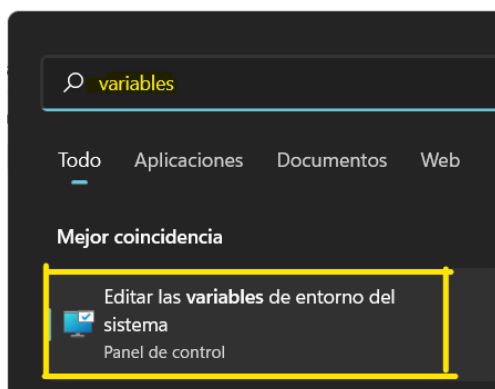 variables
Todo Aplicaciones Documentos Web
Mejor coincidencia
Editar las variables de entorno del
sistema
Panel de control